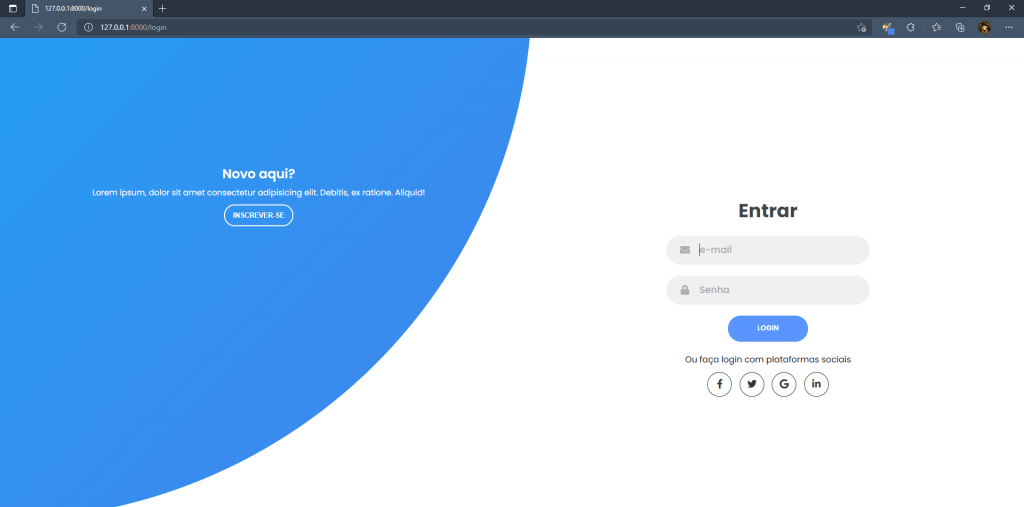 127.0.0.1:8000/login
127.0.0.1:8000/login
Novo aqui?
Lorem ipsum, dolor sit amet consectetur adipisicing elit. Debitis, ex ratione. Aliquid!
INSCREVER-SE
Entrar
e-mail
Senha
LOGIN
Ou faça login com plataformas sociais